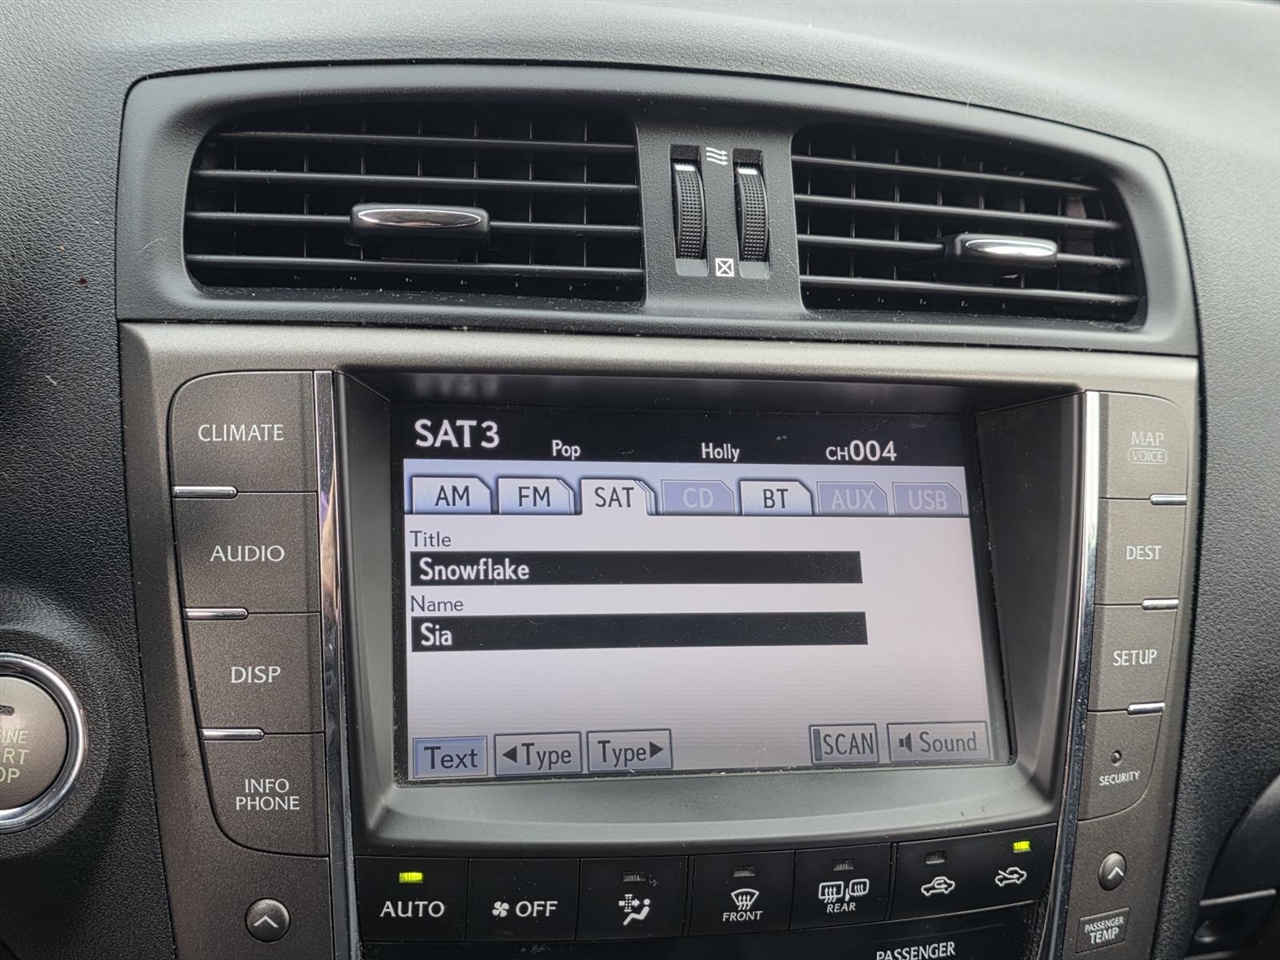 SAT3 Pop Holly CH004
AM FM SAT CD BT AUX USB
Title
Snowflake
Name
Sia
Text Type Type SCAN Sound
CLIMATE
AUDIO
DISP
INFO
PHONE
MAP
VOICE
DEST
SETUP
SECURITY
AUTO OFF FRONT REAR
PASSENGER
TEMP
PASSENGER